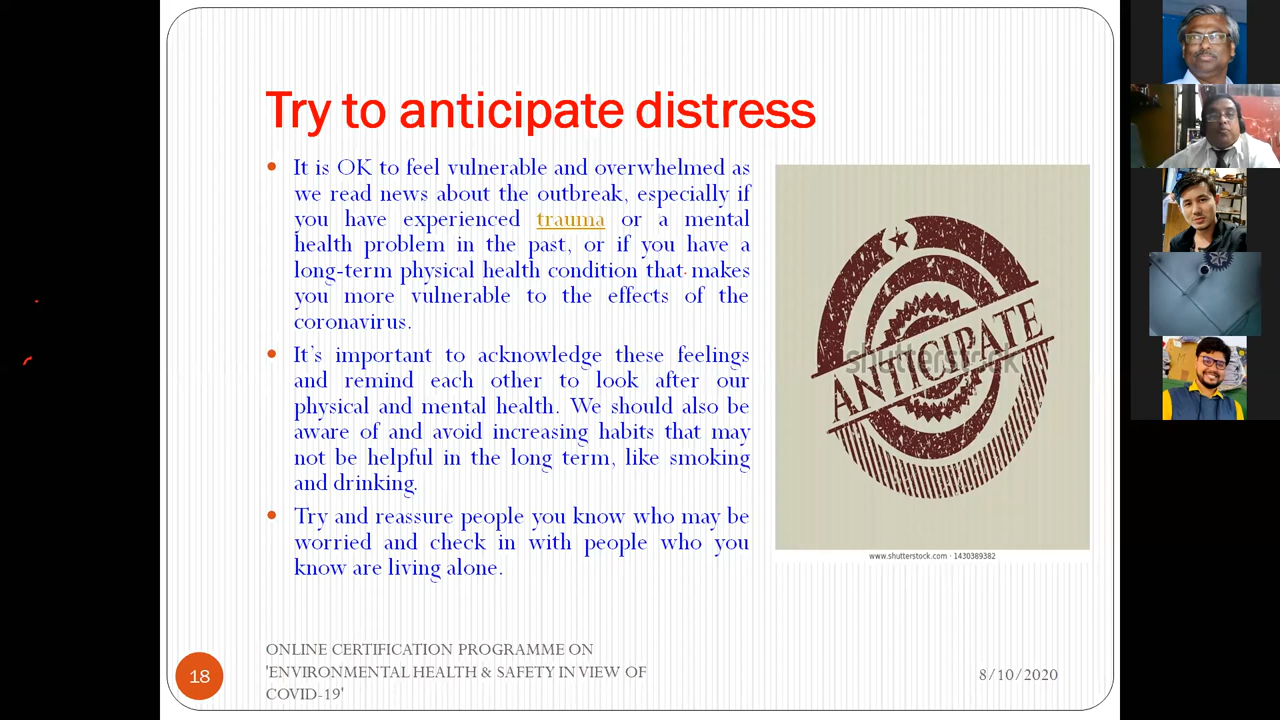 Try to anticipate distress
It is OK to feel vulnerable and overwhelmed as
we read news about the outbreak, especially if
you have experienced trauma or a mental
health problem in the past, or if you have a
long-term physical health condition that makes
you more vulnerable to the effects of the
coronavirus.
It's important to acknowledge these feelings
and remind each other to look after our
physical and mental health. We should also be
aware of and avoid increasing habits that may
not be helpful in the long term, like smoking
and drinking.
Try and reassure people you know who may be
worried and check in with people who you
know are living alone.
ANTICIPATE
shutterstock
www.shutterstock.com · 1430389382
18
ONLINE CERTIFICATION PROGRAMME ON
'ENVIRONMENTAL HEALTH & SAFETY IN VIEW OF
COVID-19'
8/10/2020